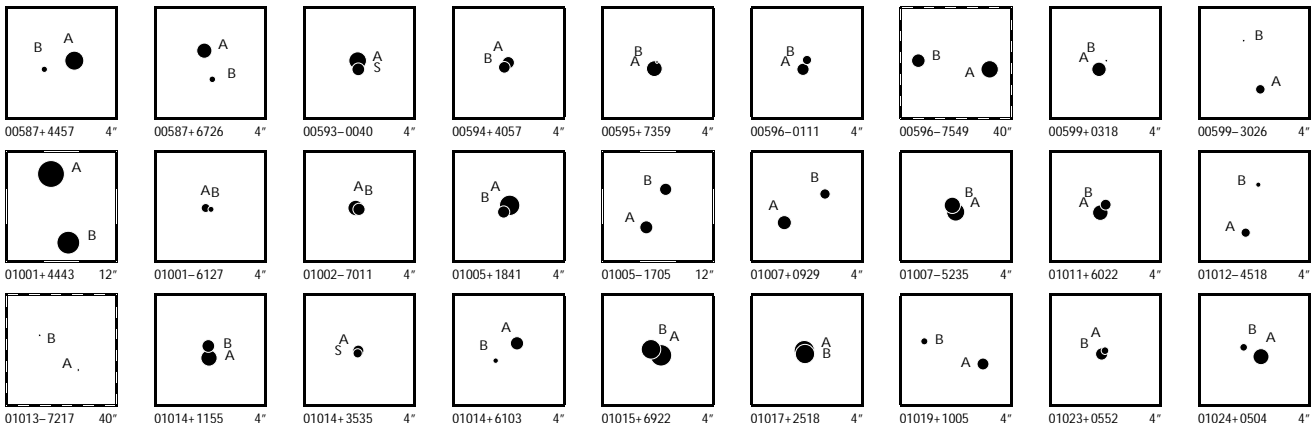 B A
A
B
A
S
A
B
B
A
B
A
B
A
B
A
B
A
00587+4457 4″ 00587+6726 4″ 00593−0040 4″ 00594+4057 4″ 00595+7359 4″ 00596−0111 4″ 00596−7549 40″ 00599+0318 4″ 00599−3026 4″
A
B
AB
AB
A
B
B
A
B
A
B
A
B
A
B
A
01001+4443 12″ 01001−6127 4″ 01002−7011 4″ 01005+1841 4″ 01005−1705 12″ 01007+0929 4″ 01007−5235 4″ 01011+6022 4″ 01012−4518 4″
B
A
B
A
A
S
A
B
B
A
A
B
B
A
A
B
B
A
01013−7217 40″ 01014+1155 4″ 01014+3535 4″ 01014+6103 4″ 01015+6922 4″ 01017+2518 4″ 01019+1005 4″ 01023+0552 4″ 01024+0504 4″